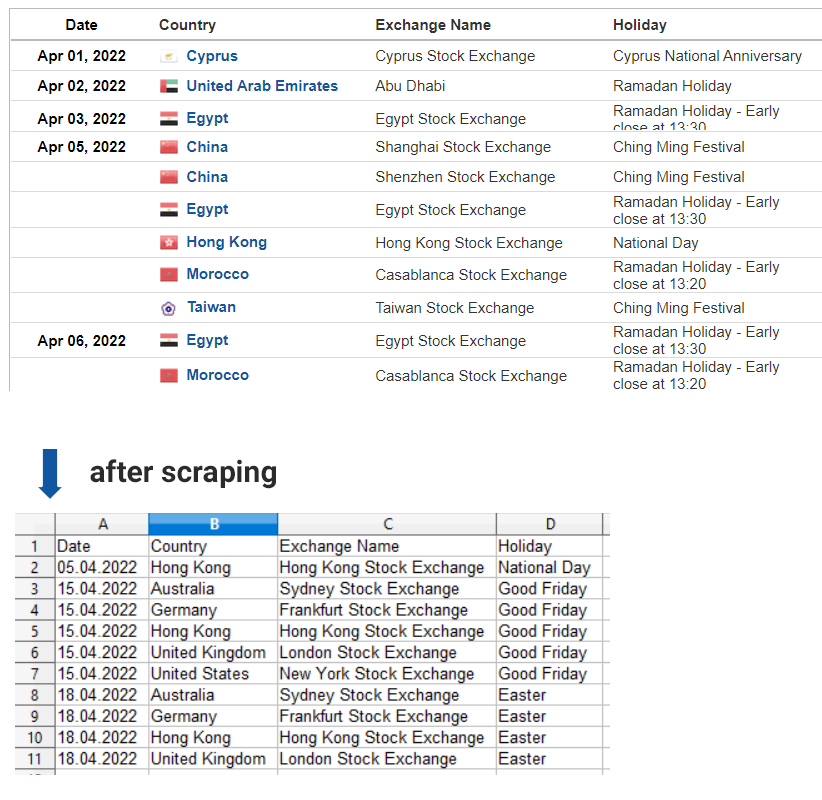 Date Country Exchange Name Holiday
Apr 01, 2022 Cyprus Cyprus Stock Exchange Cyprus National Anniversary
Apr 02, 2022 United Arab Emirates Abu Dhabi Ramadan Holiday
Apr 03, 2022 Egypt Egypt Stock Exchange Ramadan Holiday - Early
close at 13:30
Apr 05, 2022 China Shanghai Stock Exchange Ching Ming Festival
China Shenzhen Stock Exchange Ching Ming Festival
Egypt Egypt Stock Exchange Ramadan Holiday - Early
close at 13:30
Hong Kong Hong Kong Stock Exchange National Day
Morocco Casablanca Stock Exchange Ramadan Holiday - Early
close at 13:20
Taiwan Taiwan Stock Exchange Ching Ming Festival
Apr 06, 2022 Egypt Egypt Stock Exchange Ramadan Holiday - Early
close at 13:30
Morocco Casablanca Stock Exchange Ramadan Holiday - Early
close at 13:20
after scraping
A B C D
1 Date Country Exchange Name Holiday
2 05.04.2022 Hong Kong Hong Kong Stock Exchange National Day
3 15.04.2022 Australia Sydney Stock Exchange Good Friday
4 15.04.2022 Germany Frankfurt Stock Exchange Good Friday
5 15.04.2022 Hong Kong Hong Kong Stock Exchange Good Friday
6 15.04.2022 United Kingdom London Stock Exchange Good Friday
7 15.04.2022 United States New York Stock Exchange Good Friday
8 18.04.2022 Australia Sydney Stock Exchange Easter
9 18.04.2022 Germany Frankfurt Stock Exchange Easter
10 18.04.2022 Hong Kong Hong Kong Stock Exchange Easter
11 18.04.2022 United Kingdom London Stock Exchange Easter